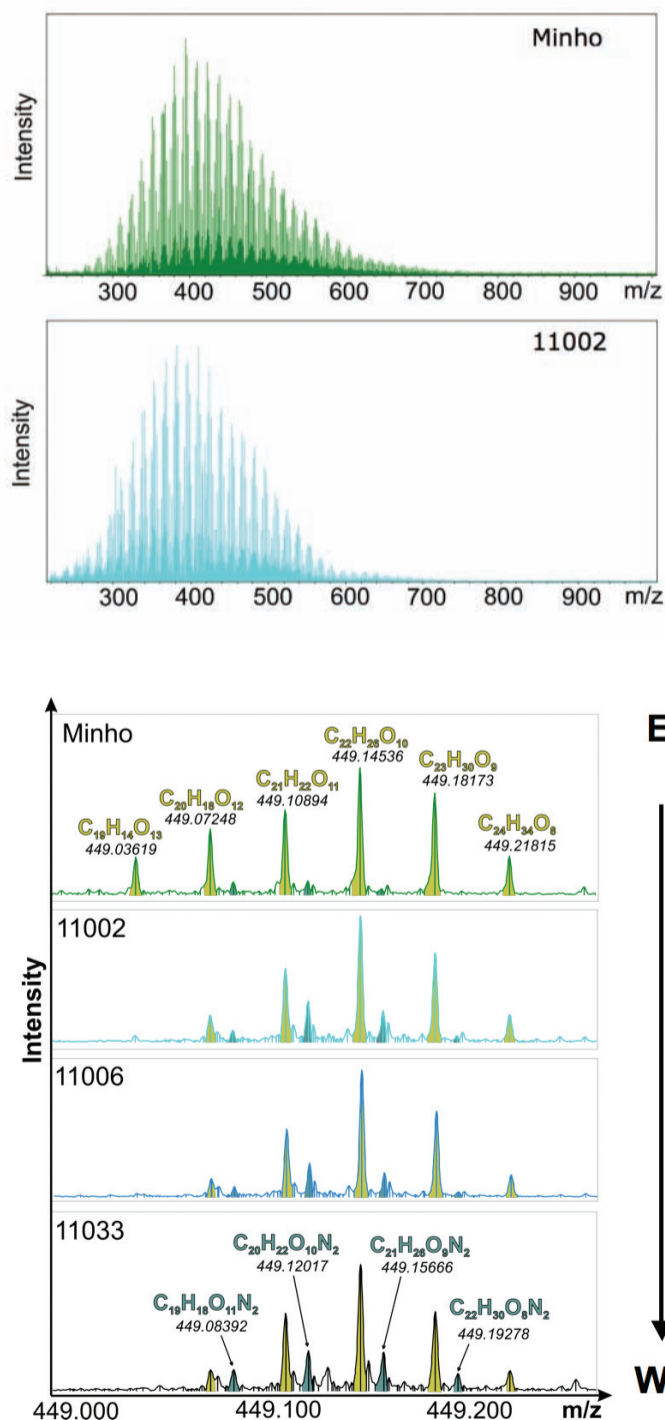 Minho
Intensity
300 400 500 600 700 800 900 m/z
11002
Intensity
300 400 500 600 700 800 900 m/z
Minho
E
C₂₂H₂₆O₁₀
449.14536
C₂₃H₃₀O₉
449.18173
C₂₁H₂₂O₁₁
449.10894
C₂₀H₁₈O₁₂
449.07248
C₁₉H₁₄O₁₃
449.03619
C₂₄H₃₄O₈
449.21815
11002
Intensity
11006
11033
C₂₀H₂₂O₁₀N₂
449.12017
C₂₁H₂₆O₉N₂
449.15666
C₁₉H₁₈O₁₁N₂
449.08392
C₂₂H₃₀O₈N₂
449.19278
W
449.000 449.100 449.200 m/z